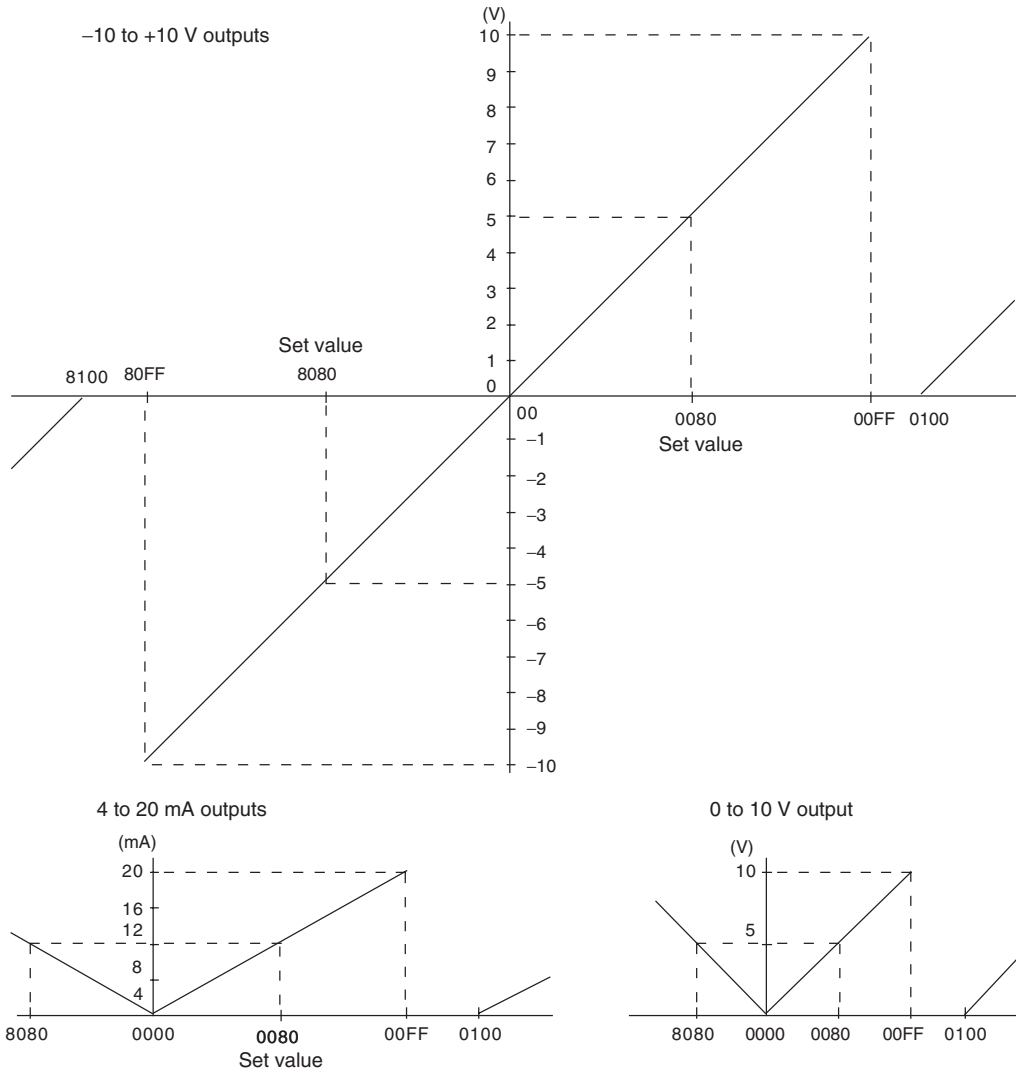 –10 to +10 V outputs
(V)
10
9
8
7
6
5
4
3
2
1
0
Set value
8100 80FF 8080
00
0080 00FF 0100
Set value
–1
–2
–3
–4
–5
–6
–7
–8
–9
–10
4 to 20 mA outputs
(mA)
20
16
12
8
4
8080 0000 0080 00FF 0100
Set value
0 to 10 V output
(V)
10
5
8080 0000 0080 00FF 0100